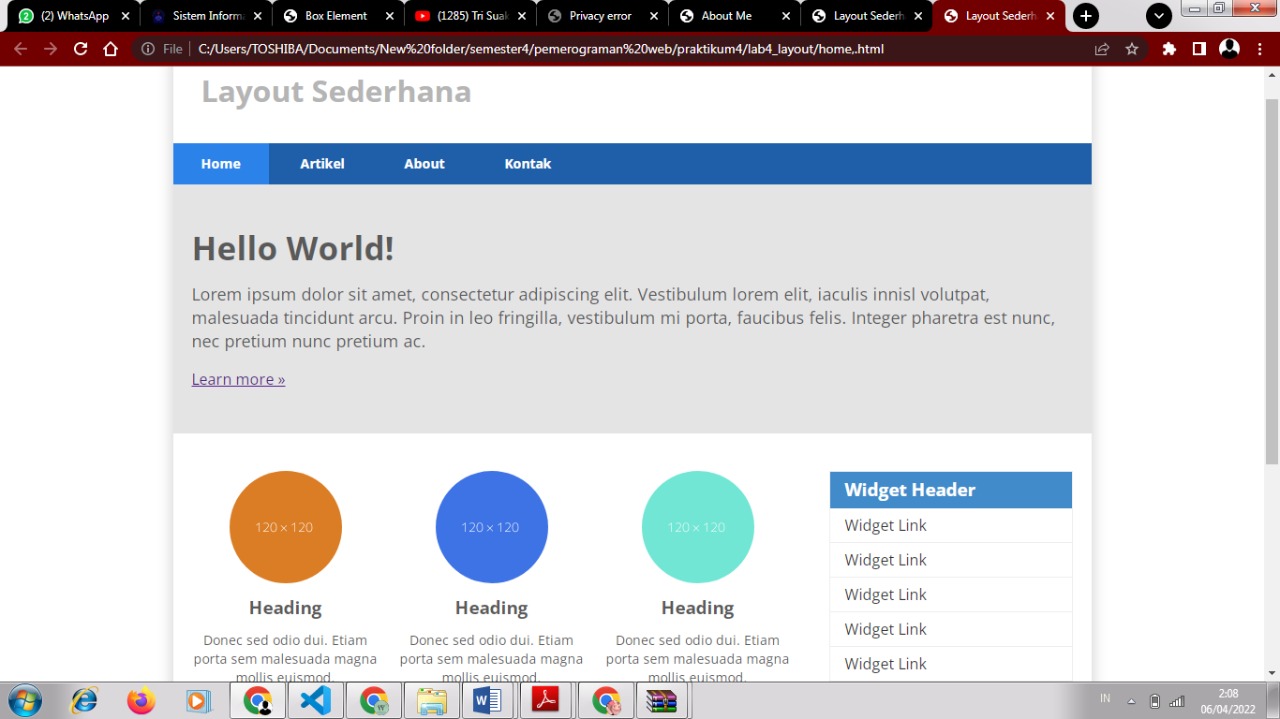 (2) WhatsApp
Sistem Inform
Box Element
(1285) Tri Sua
Privacy error
About Me
Layout Sederh
Layout Sederh
File
C:/Users/TOSHIBA/Documents/New%20folder/semester4/pemerograman%20web/praktikum4/lab4_layout/home,.html
Layout Sederhana
Home
Artikel
About
Kontak
Hello World!
Lorem ipsum dolor sit amet, consectetur adipiscing elit. Vestibulum lorem elit, iaculis innisl volutpat,
malesuada tincidunt arcu. Proin in leo fringilla, vestibulum mi porta, faucibus felis. Integer pharetra est nunc,
nec pretium nunc pretium ac.
Learn more »
120 × 120
Heading
Donec sed odio dui. Etiam
porta sem malesuada magna
mollis euismod.
120 × 120
Heading
Donec sed odio dui. Etiam
porta sem malesuada magna
mollis euismod.
120 × 120
Heading
Donec sed odio dui. Etiam
porta sem malesuada magna
mollis euismod.
Widget Header
Widget Link
Widget Link
Widget Link
Widget Link
Widget Link
IN
2:08
06/04/2022